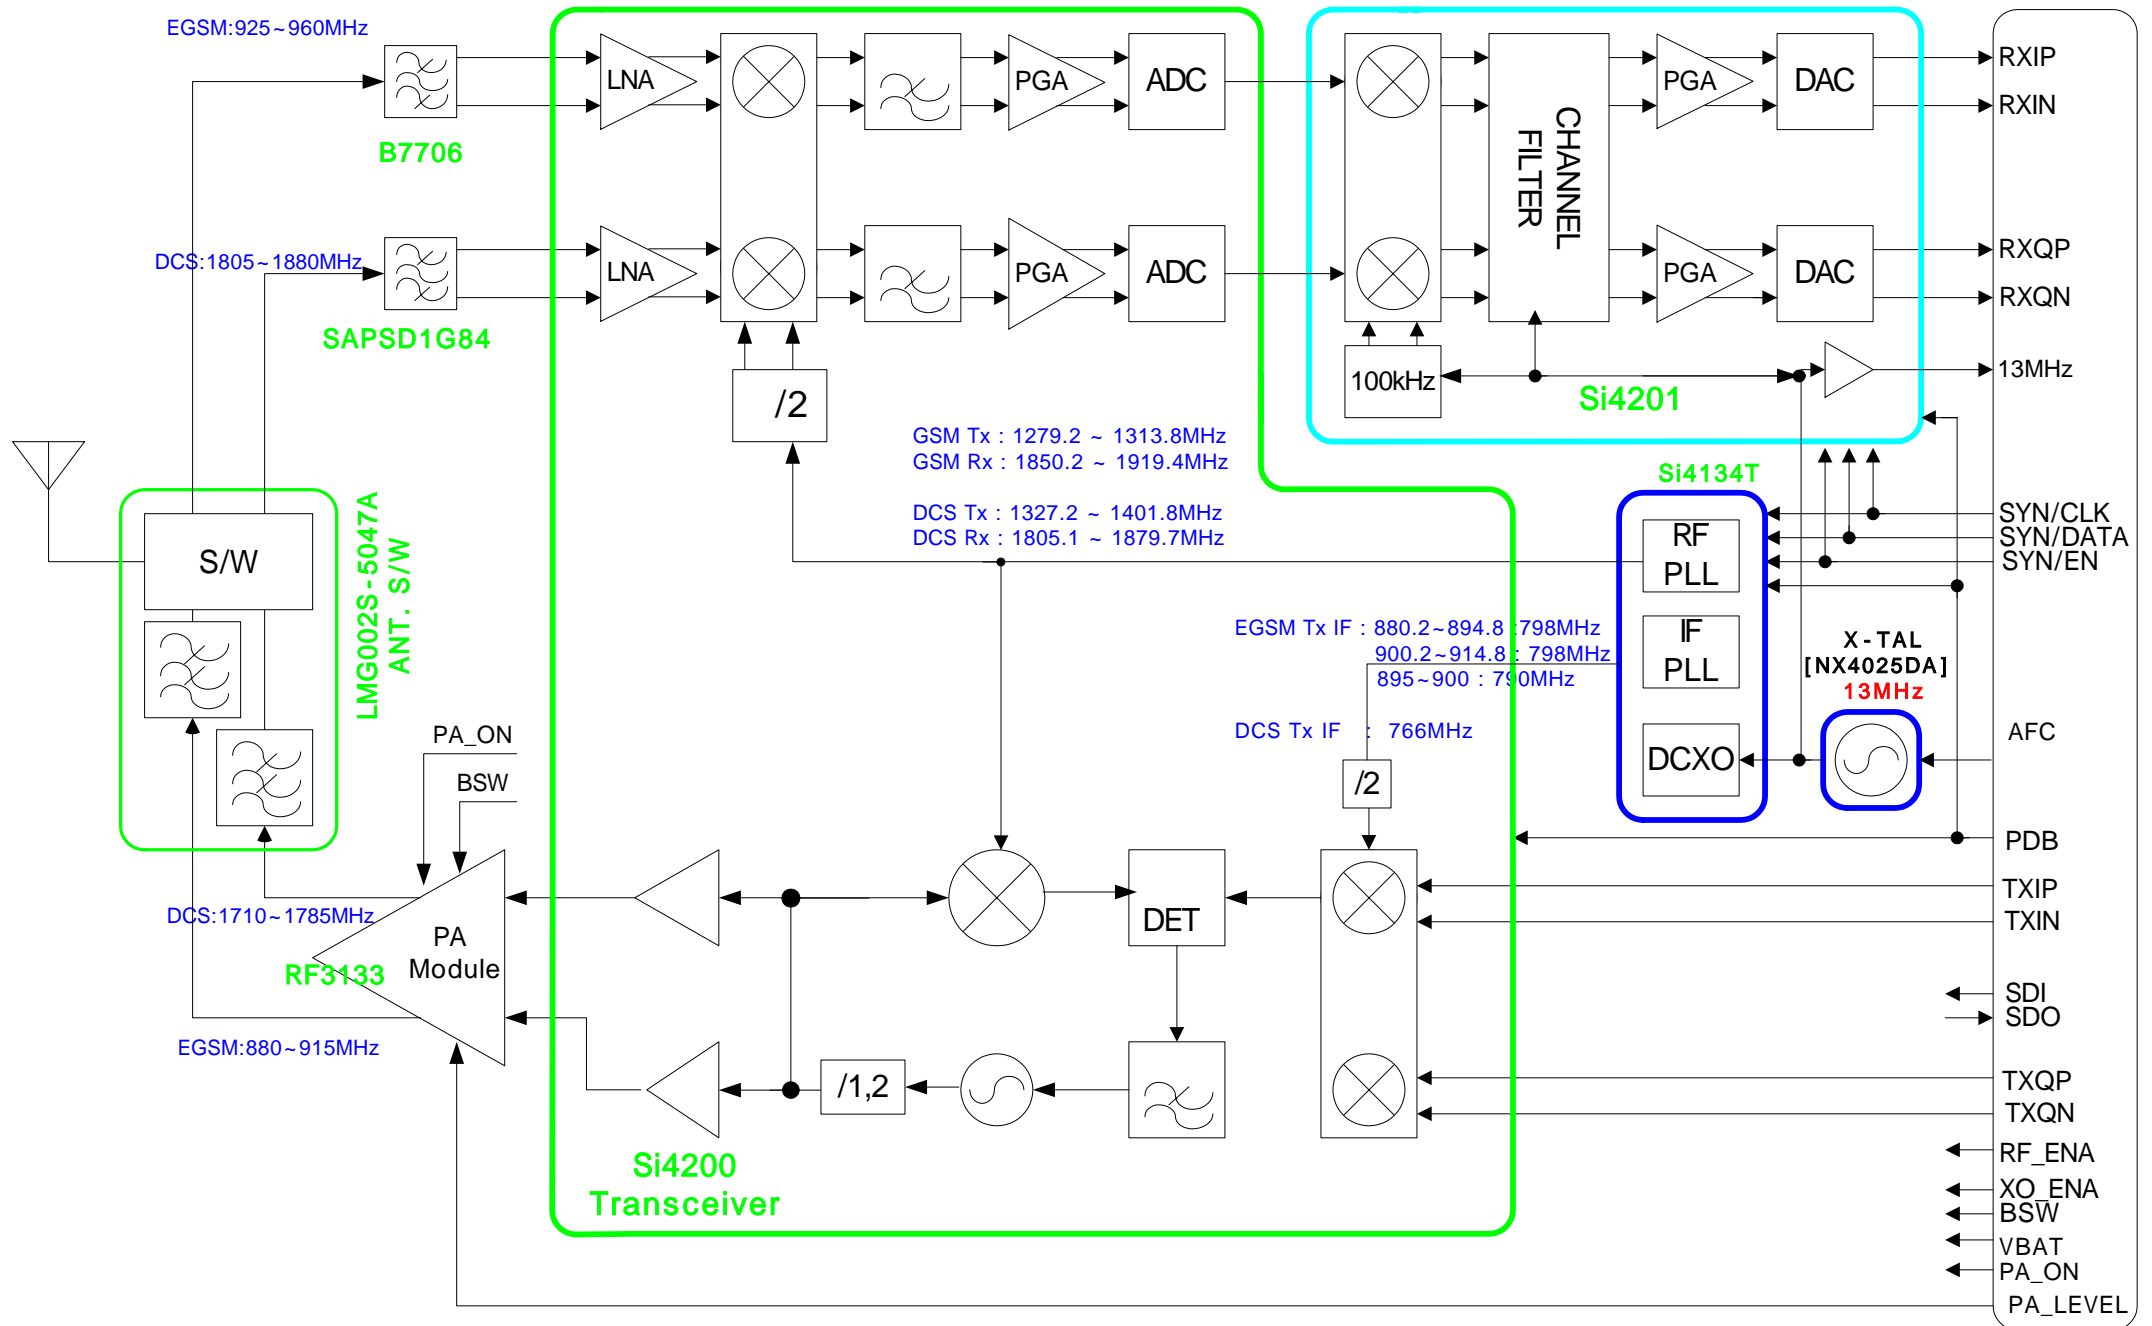 EGSM:925~960MHz
B7706
LNA
PGA
ADC
CHANNEL
FILTER
PGA
DAC
RXIP
RXIN
DCS:1805~1880MHz
SAPSD1G84
LNA
PGA
ADC
PGA
DAC
RXQP
RXQN
/2
100kHz
Si4201
13MHz
GSM Tx : 1279.2 ~ 1313.8MHz
GSM Rx : 1850.2 ~ 1919.4MHz
DCS Tx : 1327.2 ~ 1401.8MHz
DCS Rx : 1805.1 ~ 1879.7MHz
Si4134T
S/W
LMG002S-5047A
ANT. S/W
RF
PLL
IF
PLL
DCXO
SYN/CLK
SYN/DATA
SYN/EN
EGSM Tx IF : 880.2~894.8 :798MHz
900.2~914.8 : 798MHz
895~900 : 790MHz
DCS Tx IF : 766MHz
X-TAL
[NX4025DA]
13MHz
AFC
PA_ON
BSW
/2
PDB
DCS:1710~1785MHz
PA
Module
RF3133
EGSM:880~915MHz
DET
TXIP
TXIN
SDI
SDO
/1,2
TXQP
TXQN
Si4200
Transceiver
RF_ENA
XO_ENA
BSW
VBAT
PA_ON
PA_LEVEL